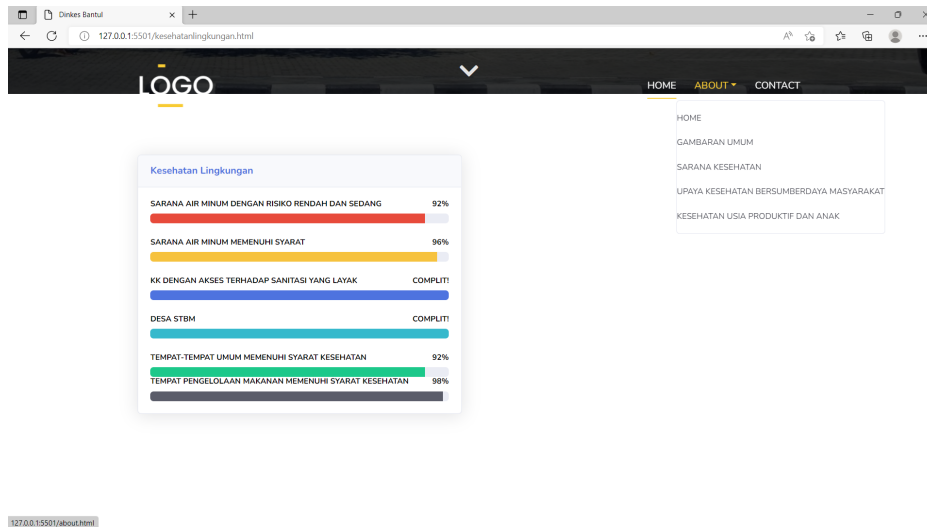 Dinkes Bantul
127.0.0.1:5501/kesehatanlingkungan.html
LOGO
HOME ABOUT CONTACT
HOME
GAMBARAN UMUM
SARANA KESEHATAN
UPAYA KESEHATAN BERSUMBERDAYA MASYARAKAT
KESEHATAN USIA PRODUKTIF DAN ANAK
Kesehatan Lingkungan
SARANA AIR MINUM DENGAN RISIKO RENDAH DAN SEDANG 92%
SARANA AIR MINUM MEMENUHI SYARAT 96%
KK DENGAN AKSES TERHADAP SANITASI YANG LAYAK COMPLIT!
DESA STBM COMPLIT!
TEMPAT-TEMPAT UMUM MEMENUHI SYARAT KESEHATAN 92%
TEMPAT PENGELOLAAN MAKANAN MEMENUHI SYARAT KESEHATAN 98%
127.0.0.1:5501/about.html